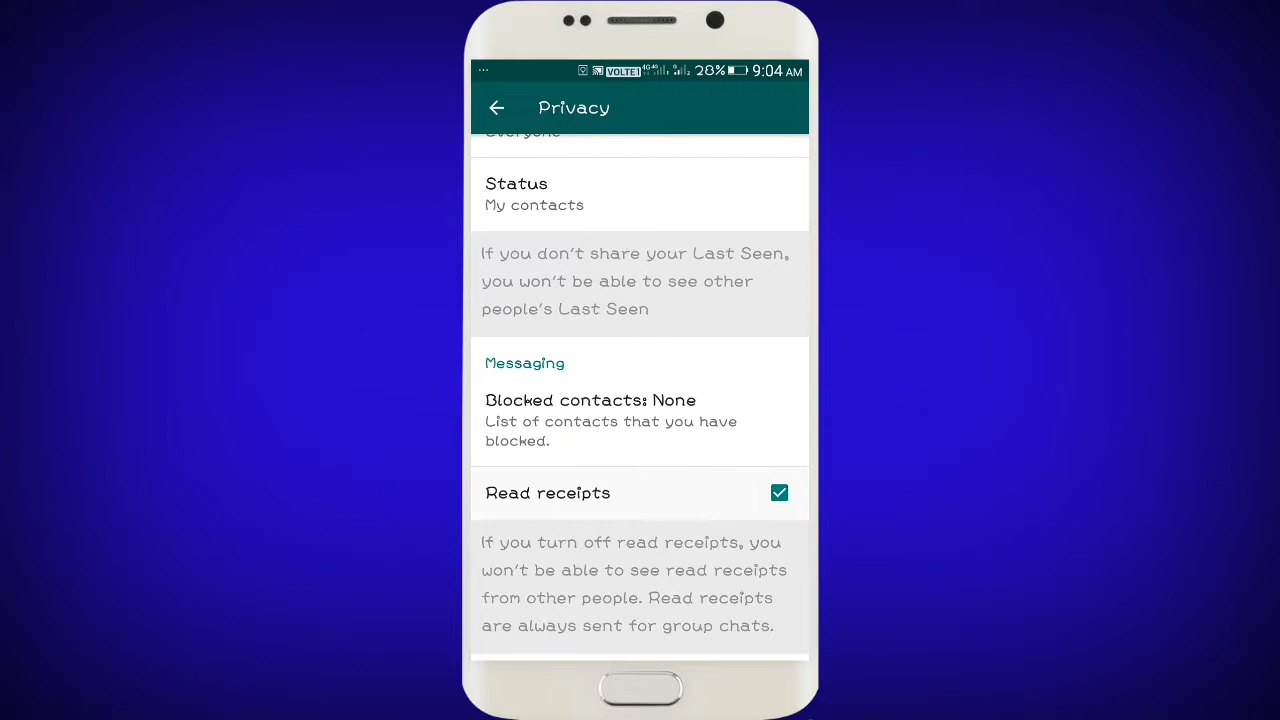 VOLTE1 4G 28% 9:04 AM
Privacy
Everyone
Status
My contacts
If you don't share your Last Seen,
you won't be able to see other
people's Last Seen
Messaging
Blocked contacts: None
List of contacts that you have
blocked.
Read receipts
If you turn off read receipts, you
won't be able to see read receipts
from other people. Read receipts
are always sent for group chats.